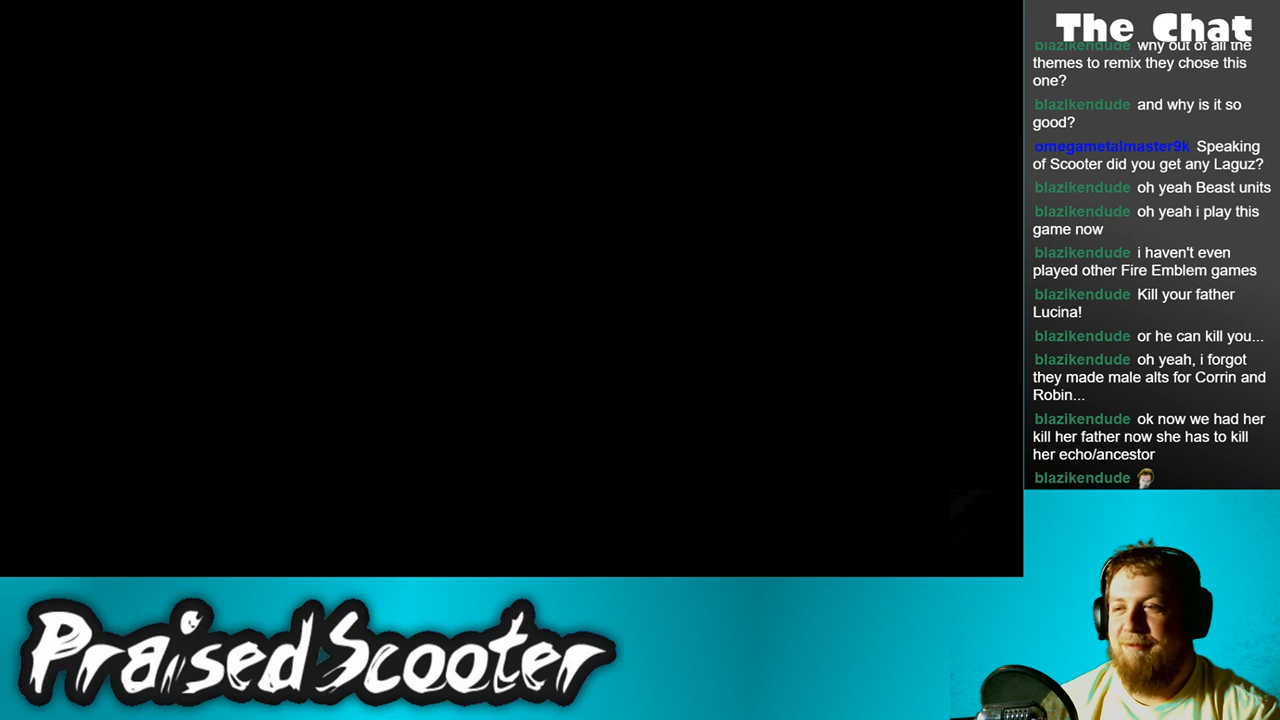 The Chat
blazikendude why out of all the
themes to remix they chose this
one?
blazikendude and why is it so
good?
omegametalmaster9k Speaking
of Scooter did you get any Laguz?
blazikendude oh yeah Beast units
blazikendude oh yeah i play this
game now
blazikendude i haven't even
played other Fire Emblem games
blazikendude Kill your father
Lucina!
blazikendude or he can kill you...
blazikendude oh yeah, i forgot
they made male alts for Corrin and
Robin...
blazikendude ok now we had her
kill her father now she has to kill
her echo/ancestor
blazikendude
PraisedScooter